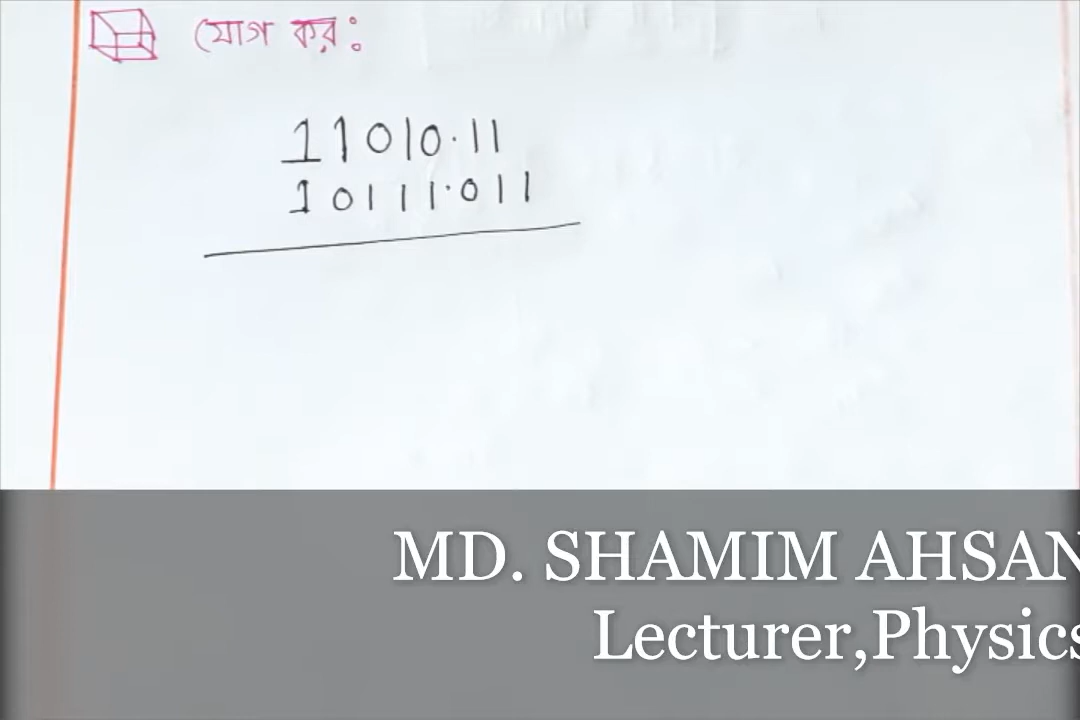 যোগ কর:
11010.11
10111.011
MD. SHAMIM AHSAN
Lecturer,Physics